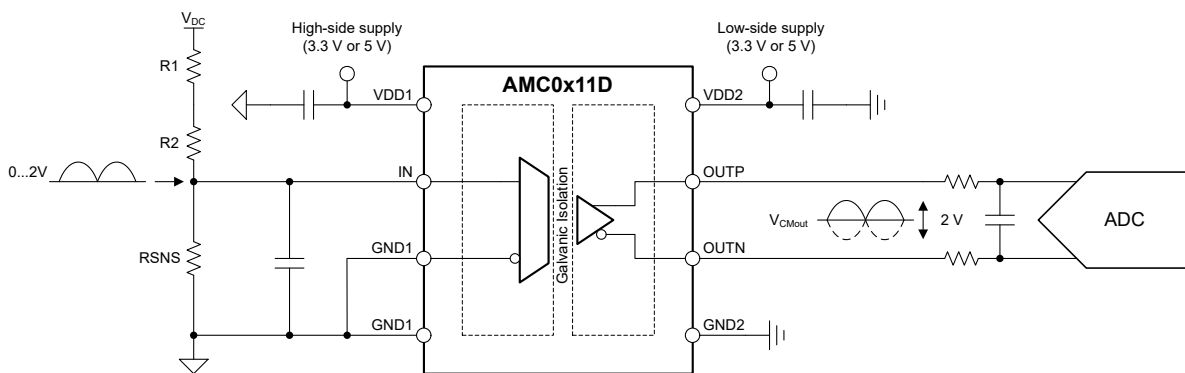 VDC
High-side supply
(3.3 V or 5 V)
Low-side supply
(3.3 V or 5 V)
R1
AMC0x11D
VDD1
VDD2
R2
0...2V
IN
OUTP
Galvanic Isolation
VCMout
2 V
ADC
RSNS
GND1
OUTN
GND1
GND2